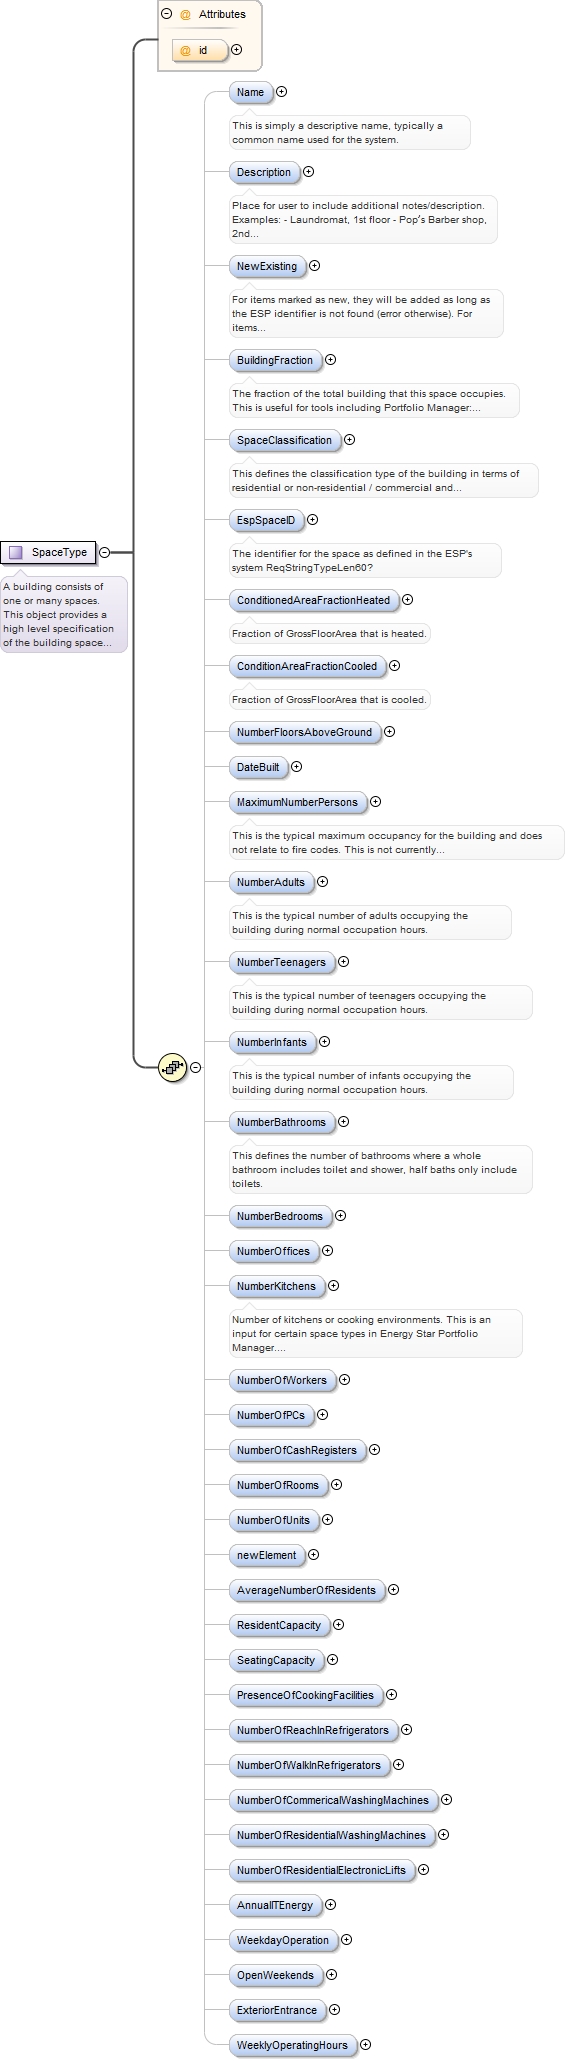 Attributes
id
Name
This is simply a descriptive name, typically a
common name used for the system.
Description
Place for user to include additional notes/description.
Examples: - Laundromat, 1st floor - Pop's Barber shop,
2nd...
NewExisting
For items marked as new, they will be added as long as
the ESP identifier is not found (error otherwise). For
items...
BuildingFraction
The fraction of the total building that this space occupies.
This is useful for tools including Portfolio Manager:...
SpaceClassification
This defines the classification type of the building in terms of
residential or non-residential / commercial and...
EspSpaceID
The identifier for the space as defined in the ESP's
system ReqStringTypeLen60?
SpaceType
A building consists of
one or many spaces.
This object provides a
high level specification
of the building space...
ConditionedAreaFractionHeated
Fraction of GrossFloorArea that is heated.
ConditionAreaFractionCooled
Fraction of GrossFloorArea that is cooled.
NumberFloorsAboveGround
DateBuilt
MaximumNumberPersons
This is the typical maximum occupancy for the building and does
not relate to fire codes. This is not currently...
NumberAdults
This is the typical number of adults occupying the
building during normal occupation hours.
NumberTeenagers
This is the typical number of teenagers occupying the
building during normal occupation hours.
NumberInfants
This is the typical number of infants occupying the
building during normal occupation hours.
NumberBathrooms
This defines the number of bathrooms where a whole
bathroom includes toilet and shower, half baths only include
toilets.
NumberBedrooms
NumberOffices
NumberKitchens
Number of kitchens or cooking environments. This is an
input for certain space types in Energy Star Portfolio
Manager....
NumberOfWorkers
NumberOfPCs
NumberOfCashRegisters
NumberOfRooms
NumberOfUnits
newElement
AverageNumberOfResidents
ResidentCapacity
SeatingCapacity
PresenceOfCookingFacilities
NumberOfReachInRefrigerators
NumberOfWalkInRefrigerators
NumberOfCommericalWashingMachines
NumberOfResidentialWashingMachines
NumberOfResidentialElectronicLifts
AnnualITEnergy
WeekdayOperation
OpenWeekends
ExteriorEntrance
WeeklyOperatingHours